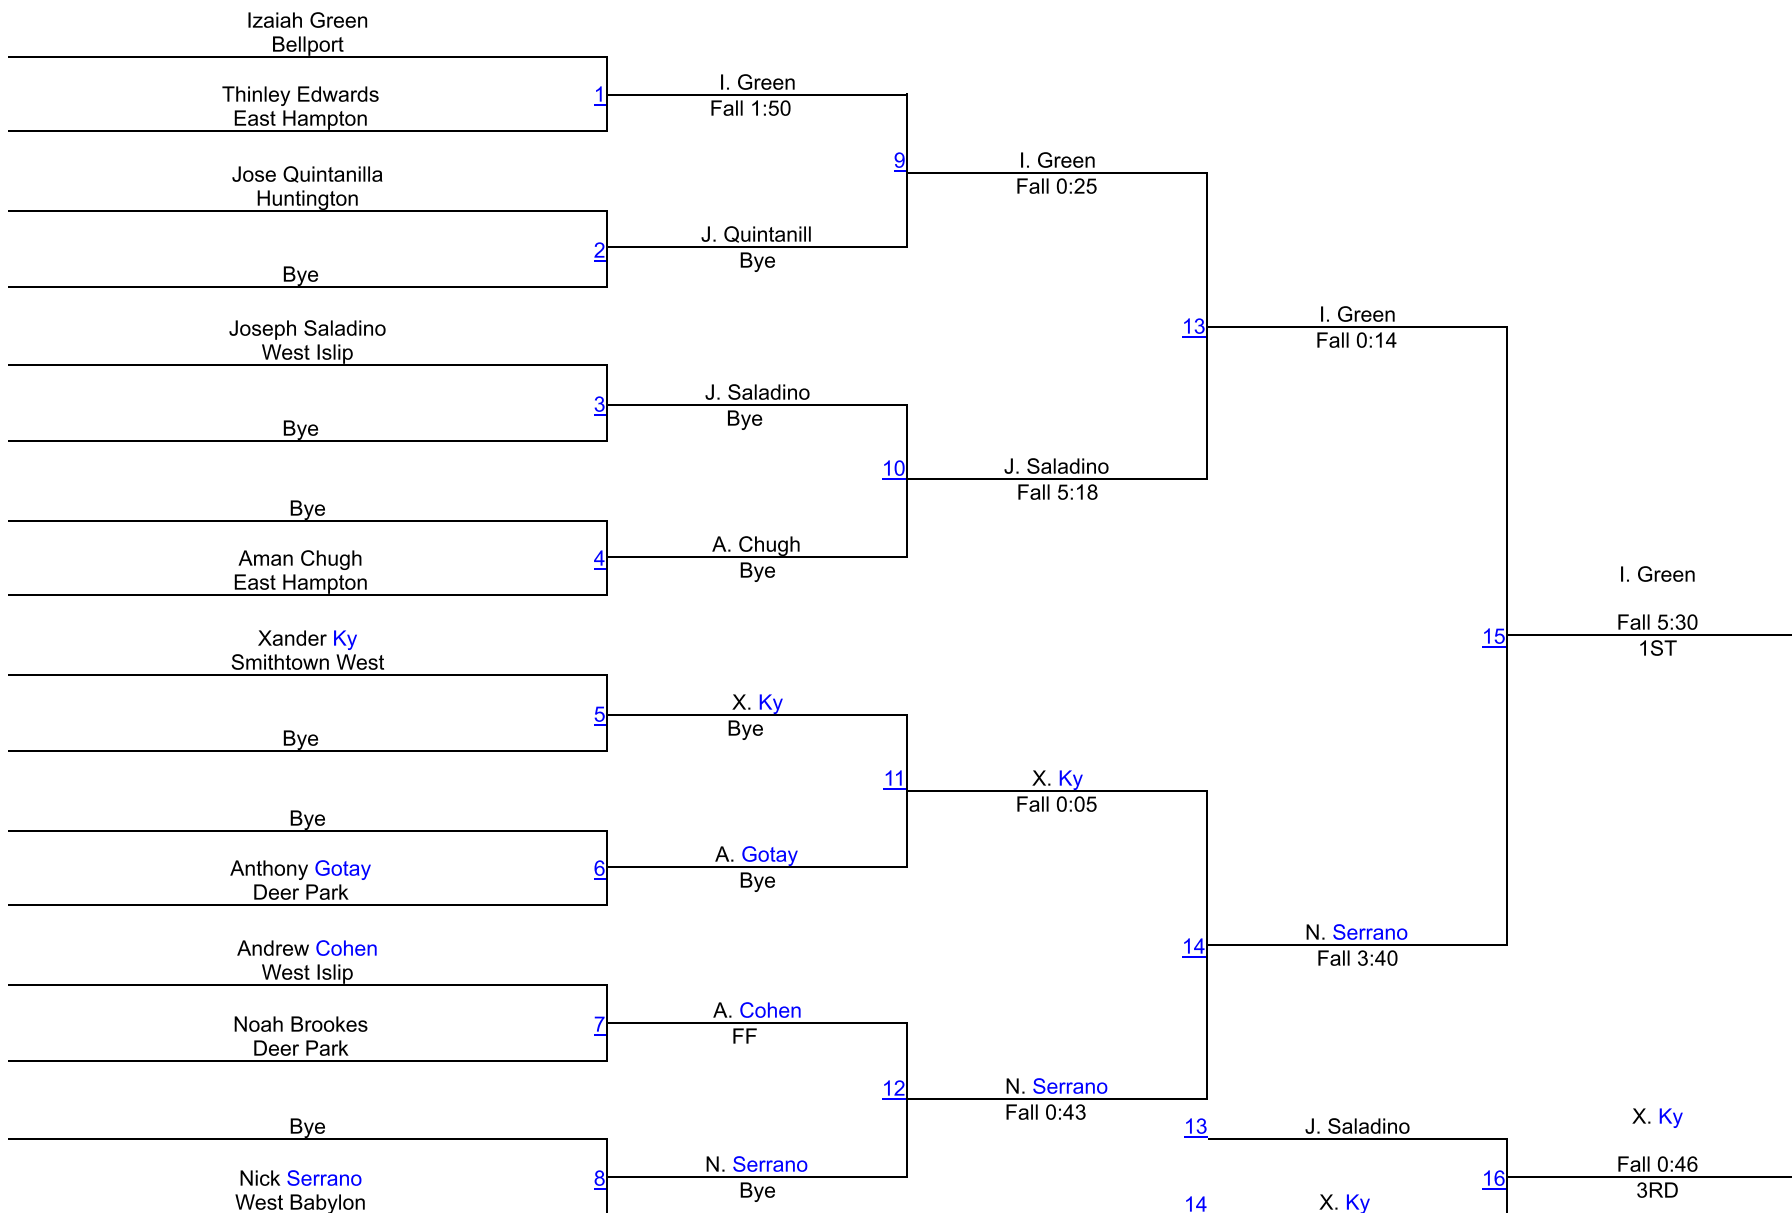 Izaiah Green
Bellport
1
Thinley Edwards
East Hampton
I. Green
Fall 1:50
Jose Quintanilla
Huntington
2
Bye
J. Quintanill
Bye
9
I. Green
Fall 0:25
Joseph Saladino
West Islip
3
Bye
J. Saladino
Bye
Bye
4
Aman Chugh
East Hampton
A. Chugh
Bye
10
J. Saladino
Fall 5:18
13
I. Green
Fall 0:14
Xander Ky
Smithtown West
5
Bye
X. Ky
Bye
Bye
6
Anthony Gotay
Deer Park
A. Gotay
Bye
11
X. Ky
Fall 0:05
Andrew Cohen
West Islip
7
Noah Brookes
Deer Park
A. Cohen
FF
Bye
8
Nick Serrano
West Babylon
N. Serrano
Bye
12
N. Serrano
Fall 0:43
14
N. Serrano
Fall 3:40
15
I. Green
Fall 5:30
1ST
13
J. Saladino
14
X. Ky
16
X. Ky
Fall 0:46
3RD